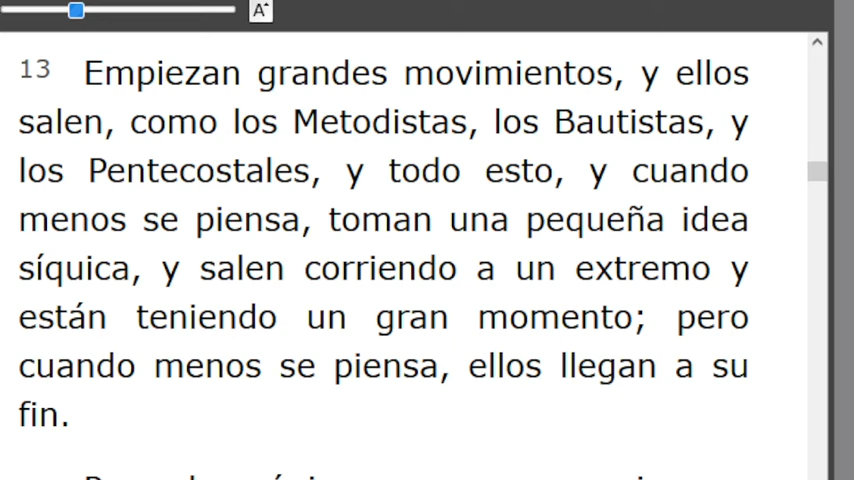 A
13 Empiezan grandes movimientos, y ellos
salen, como los Metodistas, los Bautistas, y
los Pentecostales, y todo esto, y cuando
menos se piensa, toman una pequeña idea
síquica, y salen corriendo a un extremo y
están teniendo un gran momento; pero
cuando menos se piensa, ellos llegan a su
fin.